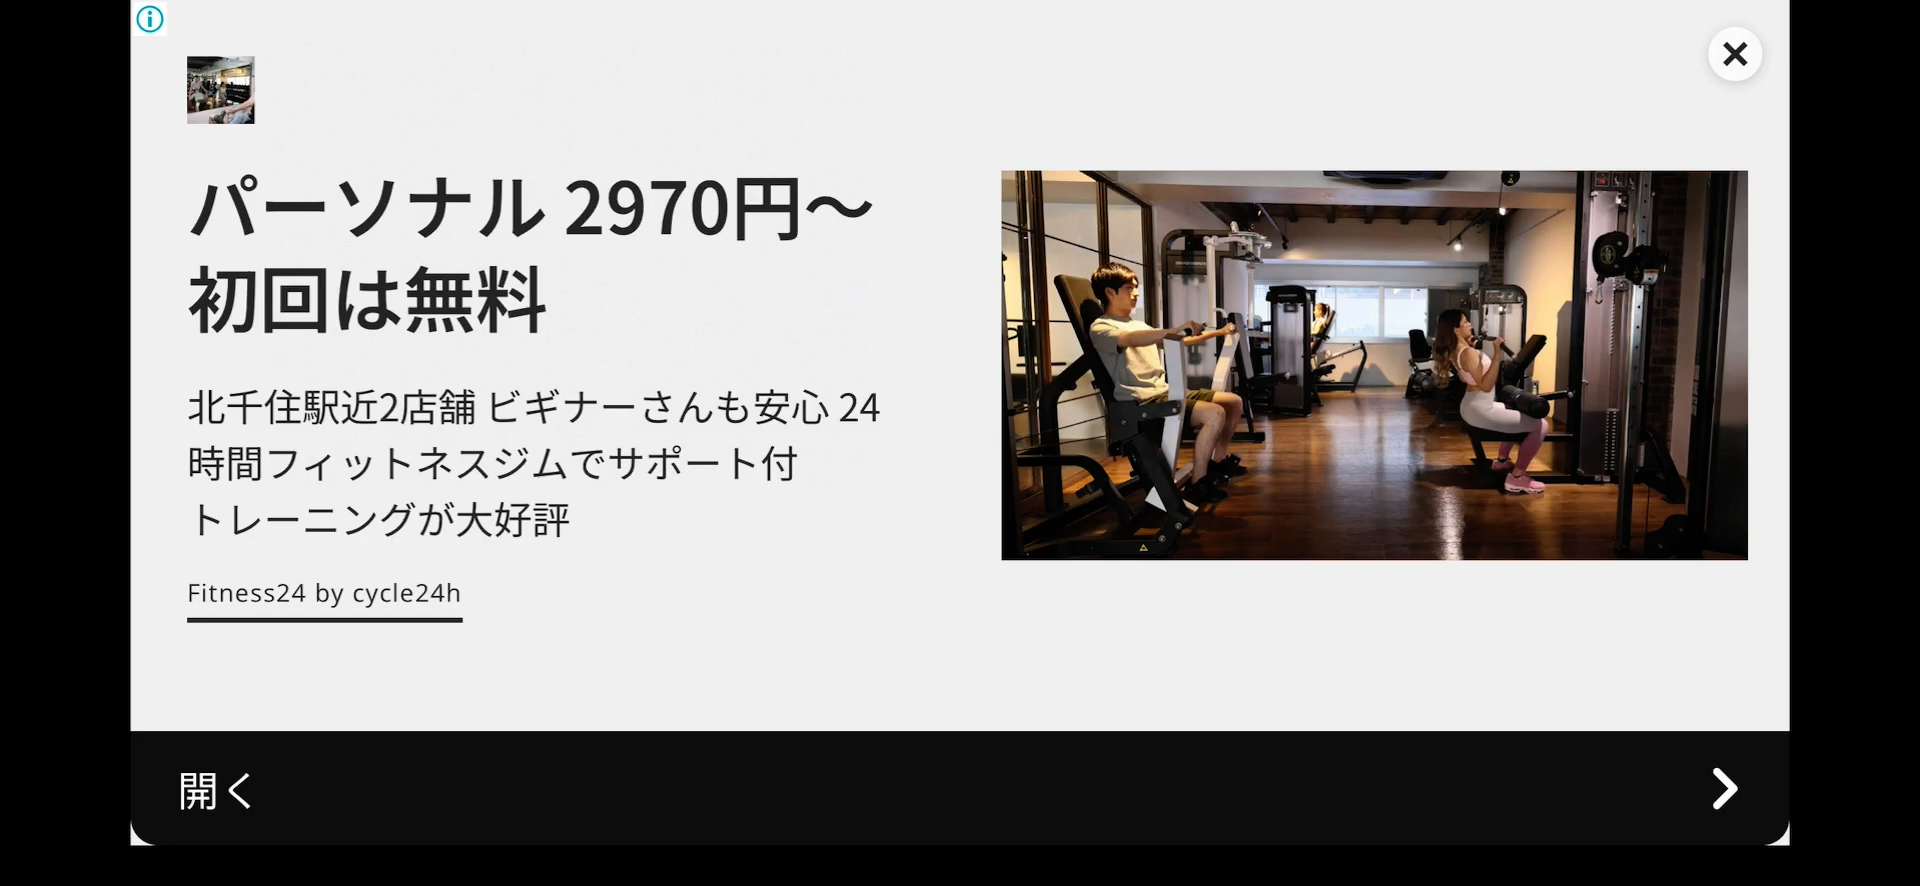 パーソナル 2970円～
初回は無料
北千住駅近2店舗 ビギナーさんも安心 24
時間フィットネスジムでサポート付
トレーニングが大好評
Fitness24 by cycle24h
開く